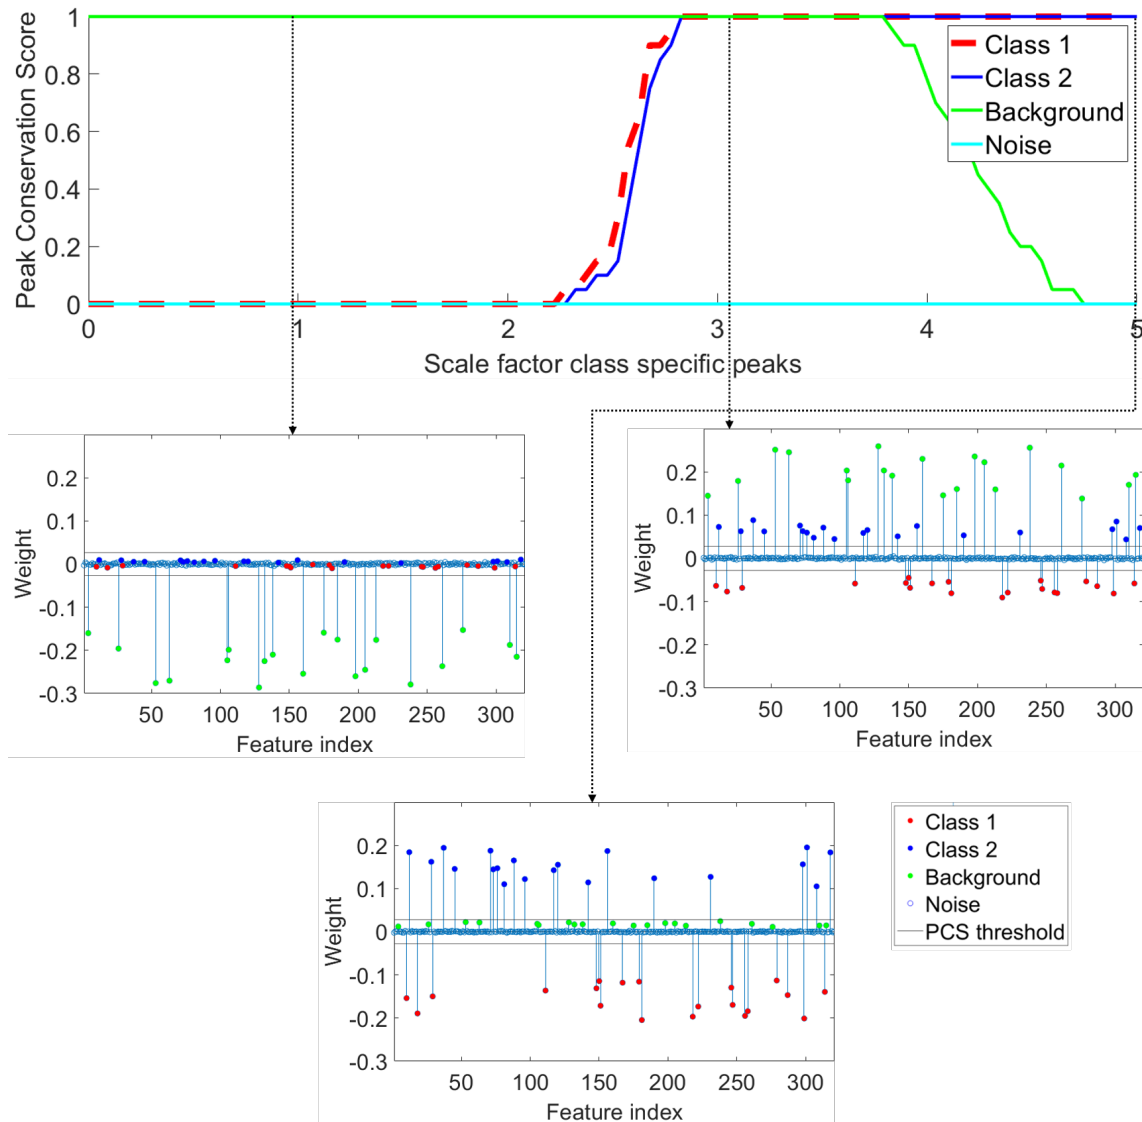 Peak Conservation Score
1
0.8
0.6
0.4
0.2
0
0 1 2 3 4 5
Scale factor class specific peaks
Class 1
Class 2
Background
Noise
Weight
0.2
0.1
0
-0.1
-0.2
-0.3
50 100 150 200 250 300
Feature index
Weight
0.2
0.1
0
-0.1
-0.2
-0.3
50 100 150 200 250 300
Feature index
Weight
0.2
0.1
0
-0.1
-0.2
-0.3
50 100 150 200 250 300
Feature index
Class 1
Class 2
Background
Noise
PCS threshold